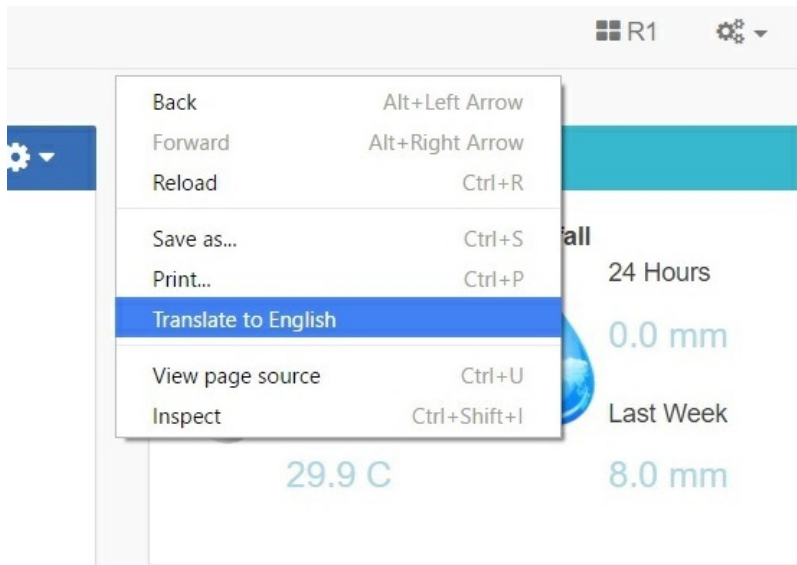 R1
Back Alt+Left Arrow
Forward Alt+Right Arrow
Reload Ctrl+R
Save as... Ctrl+S
Print... Ctrl+P
Translate to English
View page source Ctrl+U
Inspect Ctrl+Shift+I
fall
24 Hours
0.0 mm
Last Week
29.9 C 8.0 mm